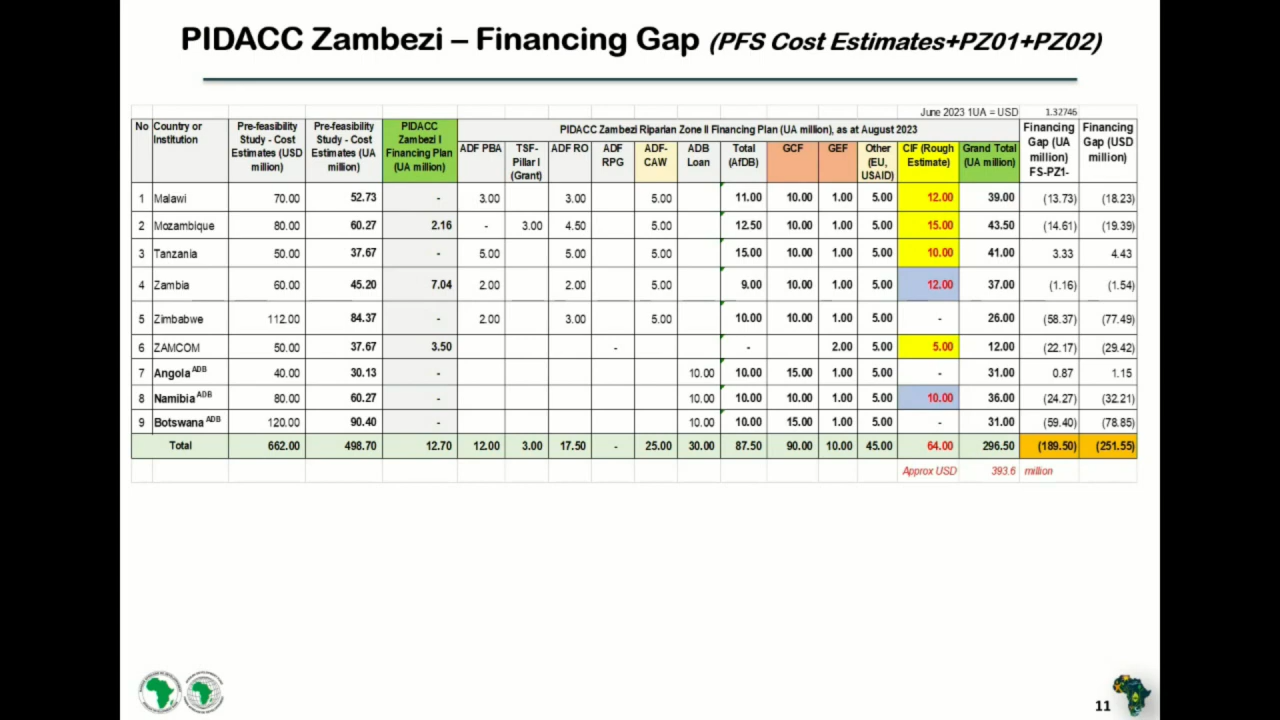 PIDACC Zambezi – Financing Gap (PFS Cost Estimates+PZ01+PZ02)
June 2023 1UA = USD 1.32746
No Country or Institution Pre-feasibility Study - Cost Estimates (USD million) Pre-feasibility Study - Cost Estimates (UA million) PIDACC Zambezi I Financing Plan (UA million) PIDACC Zambezi Riparian Zone II Financing Plan (UA million), as at August 2023 Financing Gap (UA million) FS-PZ1- Financing Gap (USD million)
ADF PBA TSF-Pillar I (Grant) ADF RO ADF RPG ADF-CAW ADB Loan Total (AfDB) GCF GEF Other (EU, USAID) CIF (Rough Estimate) Grand Total (UA million)
1 Malawi 70.00 52.73 - 3.00 3.00 5.00 11.00 10.00 1.00 5.00 12.00 39.00 (13.73) (18.23)
2 Mozambique 80.00 60.27 2.16 - 3.00 4.50 5.00 12.50 10.00 1.00 5.00 15.00 43.50 (14.61) (19.39)
3 Tanzania 50.00 37.67 - 5.00 5.00 5.00 15.00 10.00 1.00 5.00 10.00 41.00 3.33 4.43
4 Zambia 60.00 45.20 7.04 2.00 2.00 5.00 9.00 10.00 1.00 5.00 12.00 37.00 (1.16) (1.54)
5 Zimbabwe 112.00 84.37 - 2.00 3.00 5.00 10.00 10.00 1.00 5.00 - 26.00 (58.37) (77.49)
6 ZAMCOM 50.00 37.67 3.50 - - 2.00 5.00 5.00 12.00 (22.17) (29.42)
7 Angola ADB 40.00 30.13 - 10.00 10.00 15.00 1.00 5.00 - 31.00 0.87 1.15
8 Namibia ADB 80.00 60.27 - 10.00 10.00 10.00 1.00 5.00 10.00 36.00 (24.27) (32.21)
9 Botswana ADB 120.00 90.40 - 10.00 10.00 15.00 1.00 5.00 - 31.00 (59.40) (78.85)
Total 662.00 498.70 12.70 12.00 3.00 17.50 - 25.00 30.00 87.50 90.00 10.00 45.00 64.00 296.50 (189.50) (251.55)
Approx USD 393.6 million
11